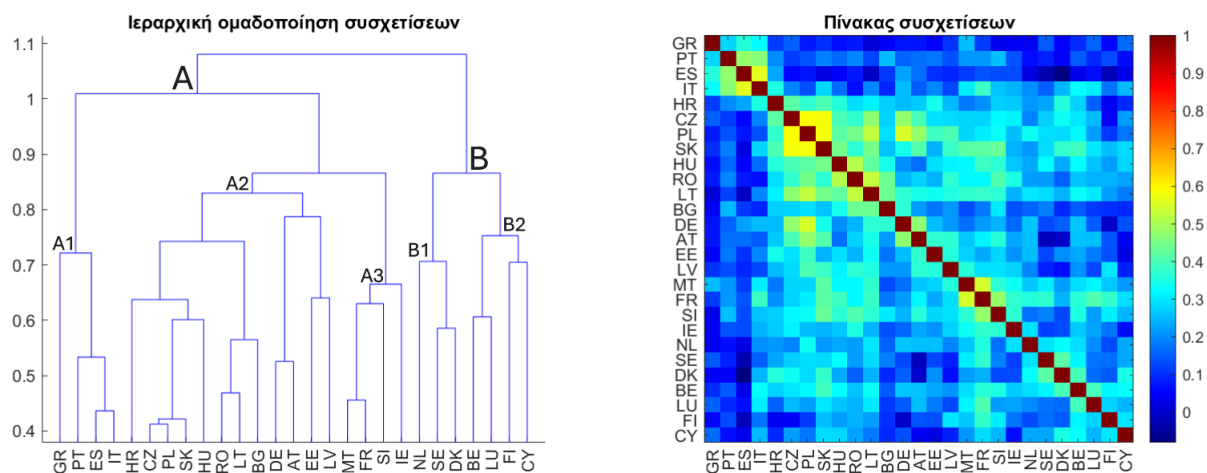 Ιεραρχική ομαδοποίηση συσχετίσεων
1.1
1
0.9
0.8
0.7
0.6
0.5
0.4
A
B
A2
A1
B1
B2
A3
GR PT ES IT HR CZ PL SK HU RO LT BG DE AT EE LV MT FR SI IE NL SE DK BE LU FI CY
Πίνακας συσχετίσεων
GR
PT
ES
IT
HR
CZ
PL
SK
HU
RO
LT
BG
DE
AT
EE
LV
MT
FR
SI
IE
NL
SE
DK
BE
LU
FI
CY
GR PT ES IT HR CZ PL SK HU RO LT BG DE AT EE LV MT FR SI IE NL SE DK BE LU FI CY
1
0.9
0.8
0.7
0.6
0.5
0.4
0.3
0.2
0.1
0